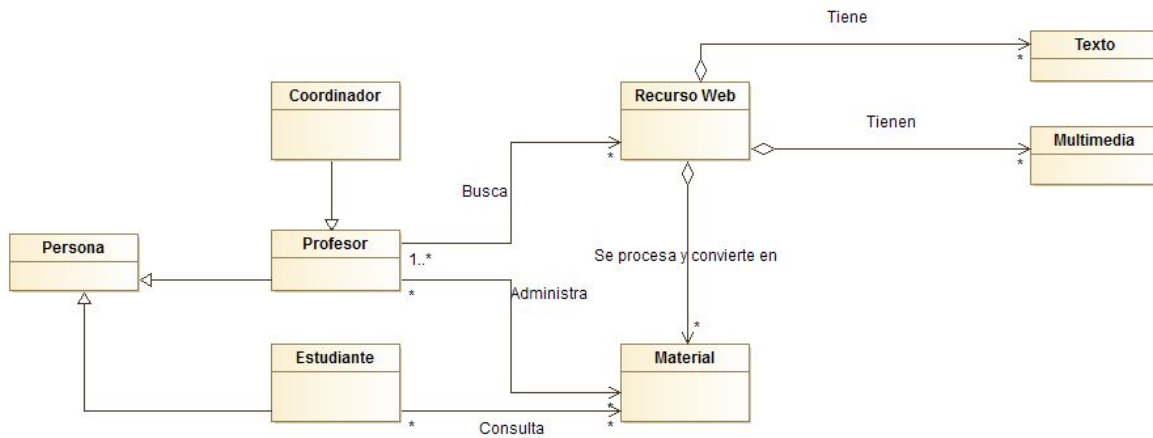 Tiene
*
Texto
Coordinador
Recurso Web
Tienen
*
Multimedia
*
Busca
Persona
Profesor
1..*
*
Se procesa y convierte en
Administra
*
Estudiante
Material
*
*
*
Consulta